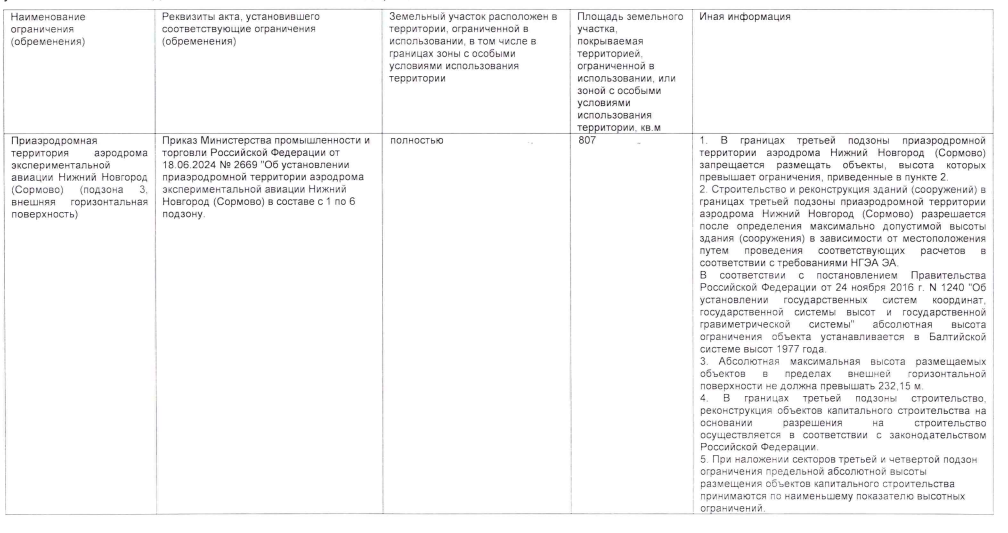 Наименование
ограничения
(обременения)
Реквизиты акта, установившего
соответствующие ограничения
(обременения)
Земельный участок расположен в
территории, ограниченной в
использовании, в том числе в
границах зоны с особыми
условиями использования
территории
Площадь земельного
участка,
покрываемая
территорией,
ограниченной в
использовании, или
зоной с особыми
условиями
использования
территории, кв.м
Иная информация
Приаэродромная
территория аэродрома
экспериментальной
авиации Нижний Новгород
(Сормово) (подзона 3,
внешняя горизонтальная
поверхность)
Приказ Министерства промышленности и
торговли Российской Федерации от
18.06.2024 № 2669 "Об установлении
приаэродромной территории аэродрома
экспериментальной авиации Нижний
Новгород (Сормово) в составе с 1 по 6
подзону.
полностью
807
1. В границах третьей подзоны приаэродромной
территории аэродрома Нижний Новгород (Сормово)
запрещается размещать объекты, высота которых
превышает ограничения, приведенные в пункте 2.
2. Строительство и реконструкция зданий (сооружений) в
границах третьей подзоны приаэродромной территории
аэродрома Нижний Новгород (Сормово) разрешается
после определения максимально допустимой высоты
здания (сооружения) в зависимости от местоположения
путем проведения соответствующих расчетов в
соответствии с требованиями НГЭА ЭА.
В соответствии с постановлением Правительства
Российской Федерации от 24 ноября 2016 г. N 1240 "Об
установлении государственных систем координат,
государственной системы высот и государственной
гравиметрической системы" абсолютная высота
ограничения объекта устанавливается в Балтийской
системе высот 1977 года.
3. Абсолютная максимальная высота размещаемых
объектов в пределах внешней горизонтальной
поверхности не должна превышать 232,15 м.
4. В границах третьей подзоны строительство,
реконструкция объектов капитального строительства на
основании разрешения на строительство
осуществляется в соответствии с законодательством
Российской Федерации.
5. При наложении секторов третьей и четвертой подзон
ограничения предельной абсолютной высоты
размещения объектов капитального строительства
принимаются по наименьшему показателю высотных
ограничений.